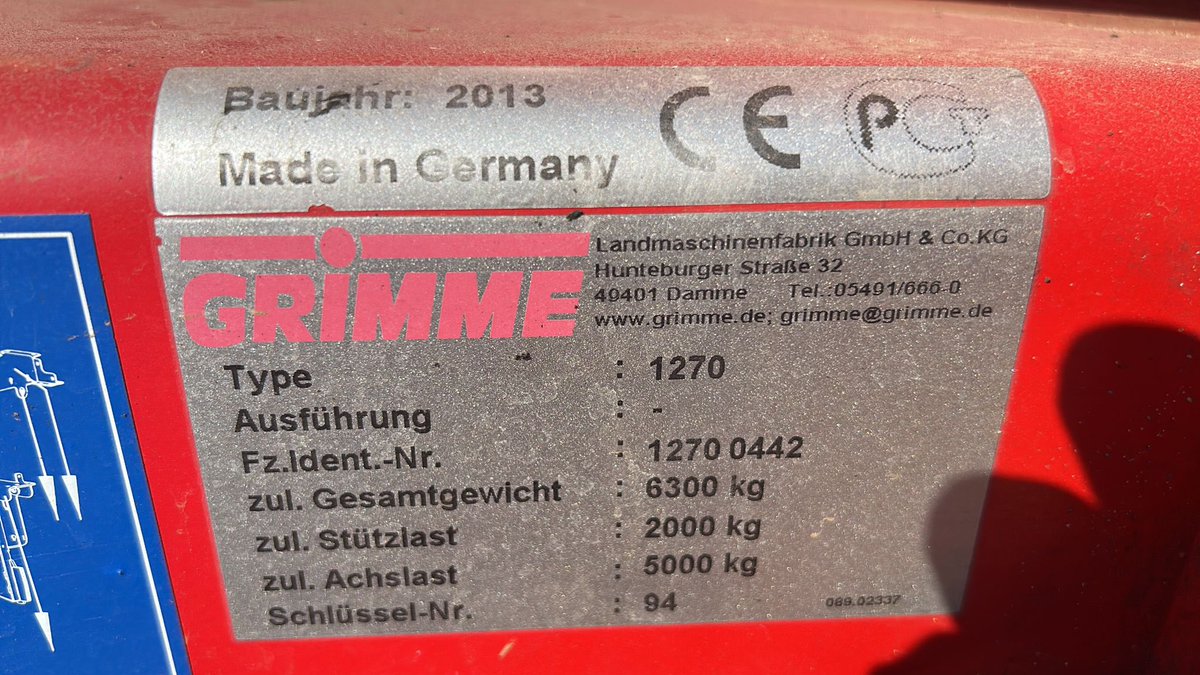 Baujahr: 2013
Made in Germany
CE PCT
GRIMME
Landmaschinenfabrik GmbH & Co.KG
Hunteburger Straße 32
49401 Damme Tel.:05491/666-0
www.grimme.de; grimme@grimme.de
Type : 1270
Ausführung : -
Fz.Ident.-Nr. : 1270 0442
zul. Gesamtgewicht : 6300 kg
zul. Stützlast : 2000 kg
zul. Achslast : 5000 kg
Schlüssel-Nr. : 94
089.02337